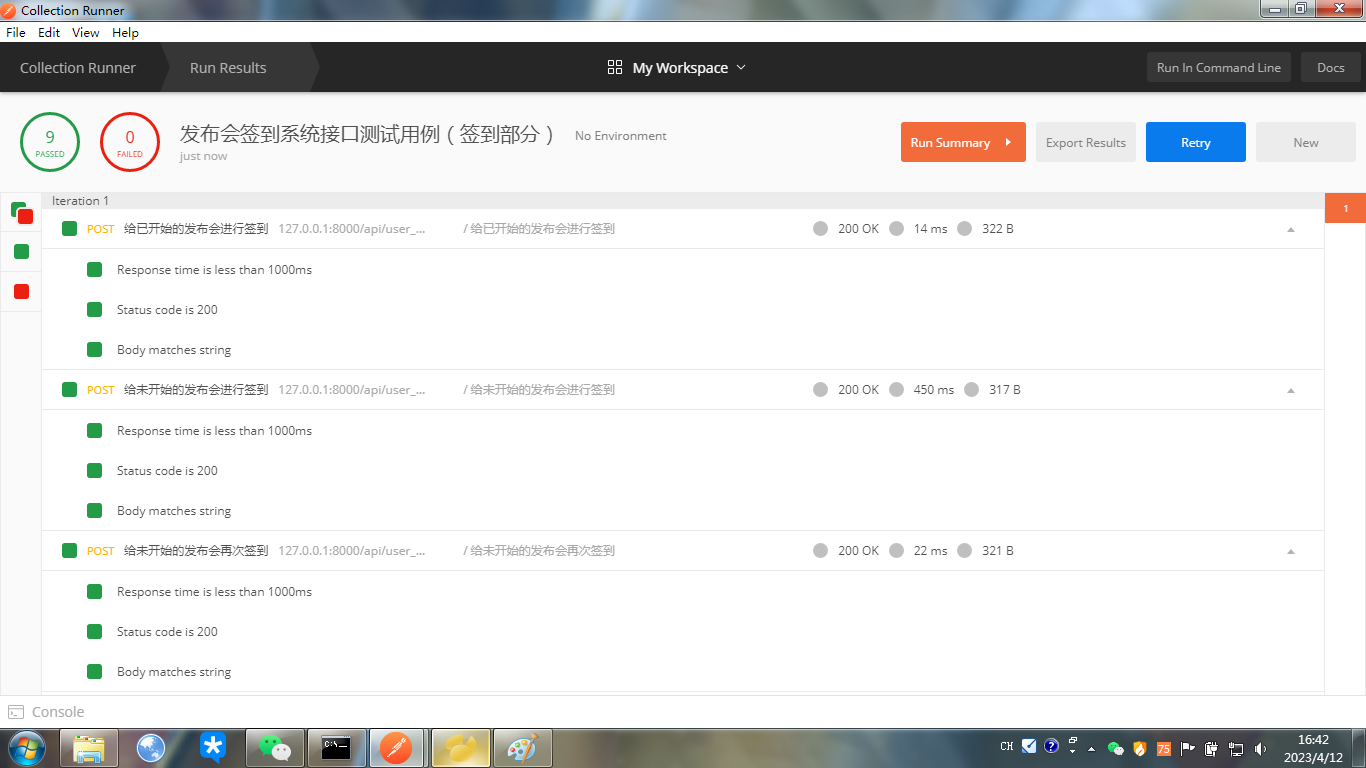 Collection Runner
File Edit View Help
Collection Runner Run Results My Workspace Run In Command Line Docs
9 PASSED 0 FAILED 发布会签到系统接口测试用例（签到部分） No Environment Run Summary Export Results Retry New
just now
Iteration 1 1
POST 给已开始的发布会进行签到 127.0.0.1:8000/api/user_... / 给已开始的发布会进行签到 200 OK 14 ms 322 B
Response time is less than 1000ms
Status code is 200
Body matches string
POST 给未开始的发布会进行签到 127.0.0.1:8000/api/user_... / 给未开始的发布会进行签到 200 OK 450 ms 317 B
Response time is less than 1000ms
Status code is 200
Body matches string
POST 给未开始的发布会再次签到 127.0.0.1:8000/api/user_... / 给未开始的发布会再次签到 200 OK 22 ms 321 B
Response time is less than 1000ms
Status code is 200
Body matches string
Console
C:\_ CH 75 16:42
2023/4/12